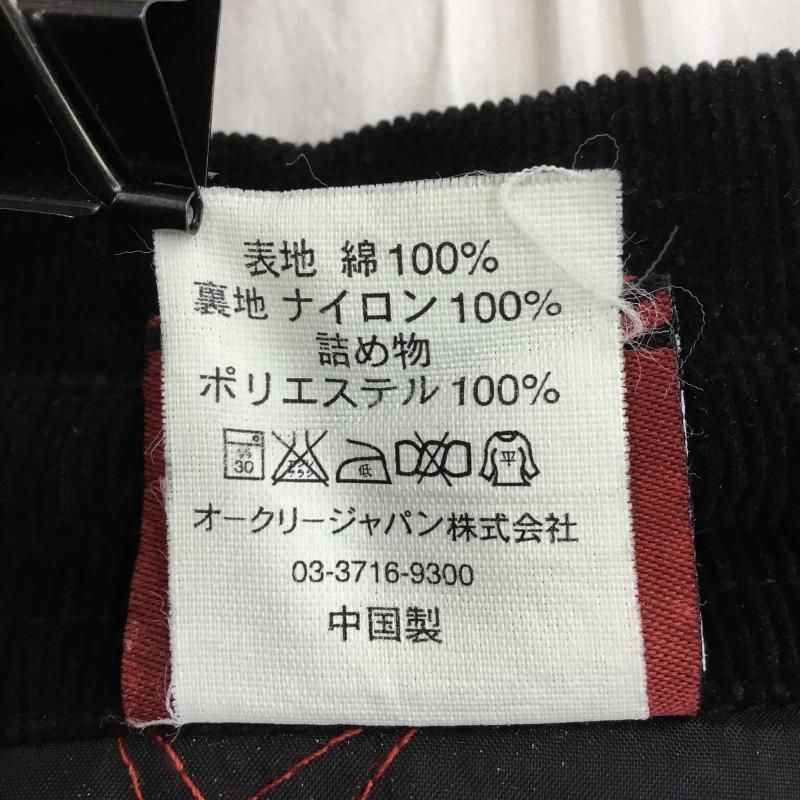 表地 綿100%
裏地 ナイロン100%
詰め物
ポリエステル100%
30 低 平
オークリージャパン株式会社
03-3716-9300
中国製